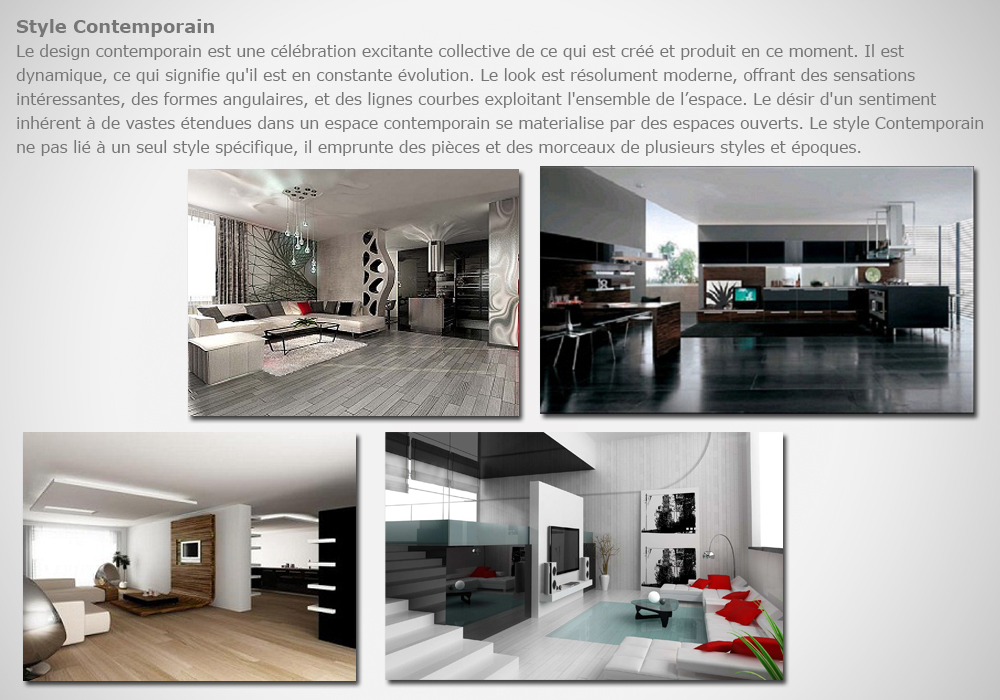 Style Contemporain
Le design contemporain est une célébration excitante collective de ce qui est créé et produit en ce moment. Il est
dynamique, ce qui signifie qu'il est en constante évolution. Le look est résolument moderne, offrant des sensations
intéressantes, des formes angulaires, et des lignes courbes exploitant l'ensemble de l’espace. Le désir d'un sentiment
inhérent à de vastes étendues dans un espace contemporain se materialise par des espaces ouverts. Le style Contemporain
ne pas lié à un seul style spécifique, il emprunte des pièces et des morceaux de plusieurs styles et époques.